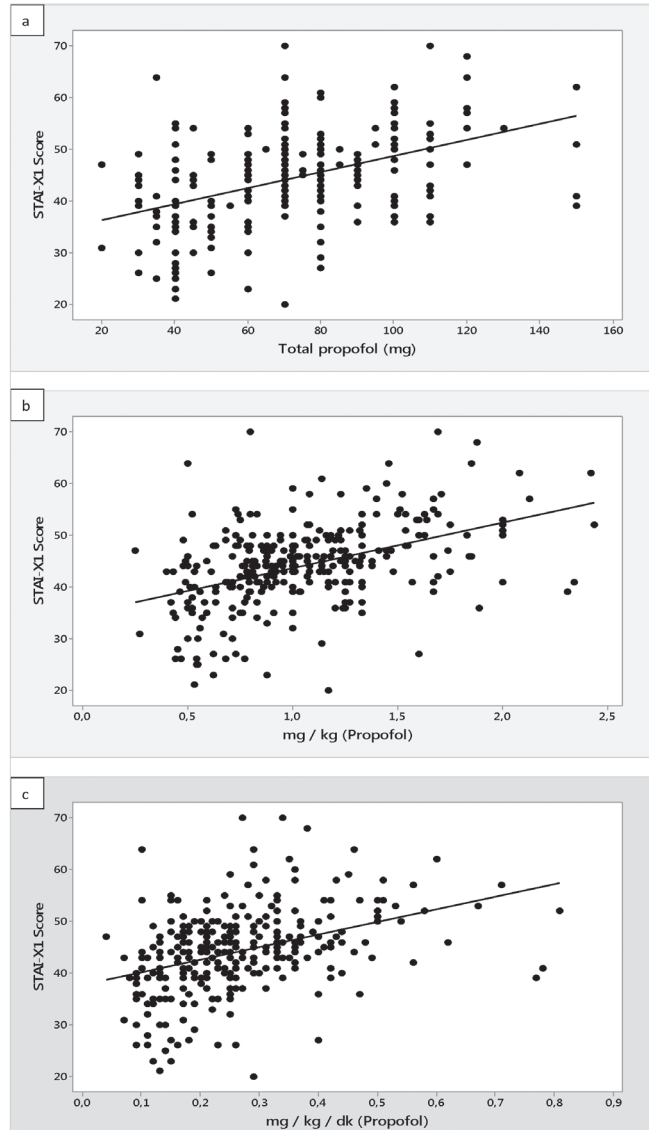 a
70
60
50
40
30
20
STAI-X1 Score
20 40 60 80 100 120 140 160
Total propofol (mg)
b
70
60
50
40
30
20
STAI-X1 Score
0,0 0,5 1,0 1,5 2,0 2,5
mg / kg (Propofol)
c
70
60
50
40
30
20
STAI-X1 Score
0,0 0,1 0,2 0,3 0,4 0,5 0,6 0,7 0,8 0,9
mg / kg / dk (Propofol)